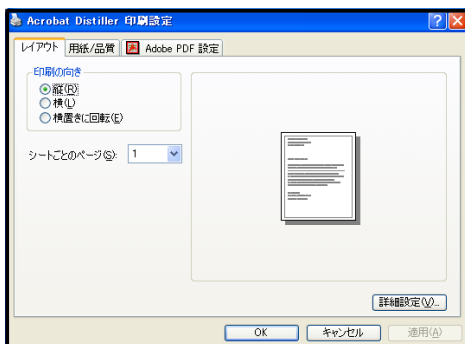 Acrobat Distiller 印刷設定
レイアウト 用紙/品質 Adobe PDF 設定
印刷の向き
縦(R)
横(L)
横置きに回転(E)
シートごとのページ(S): 1
詳細設定(V)...
OK キャンセル 適用(A)